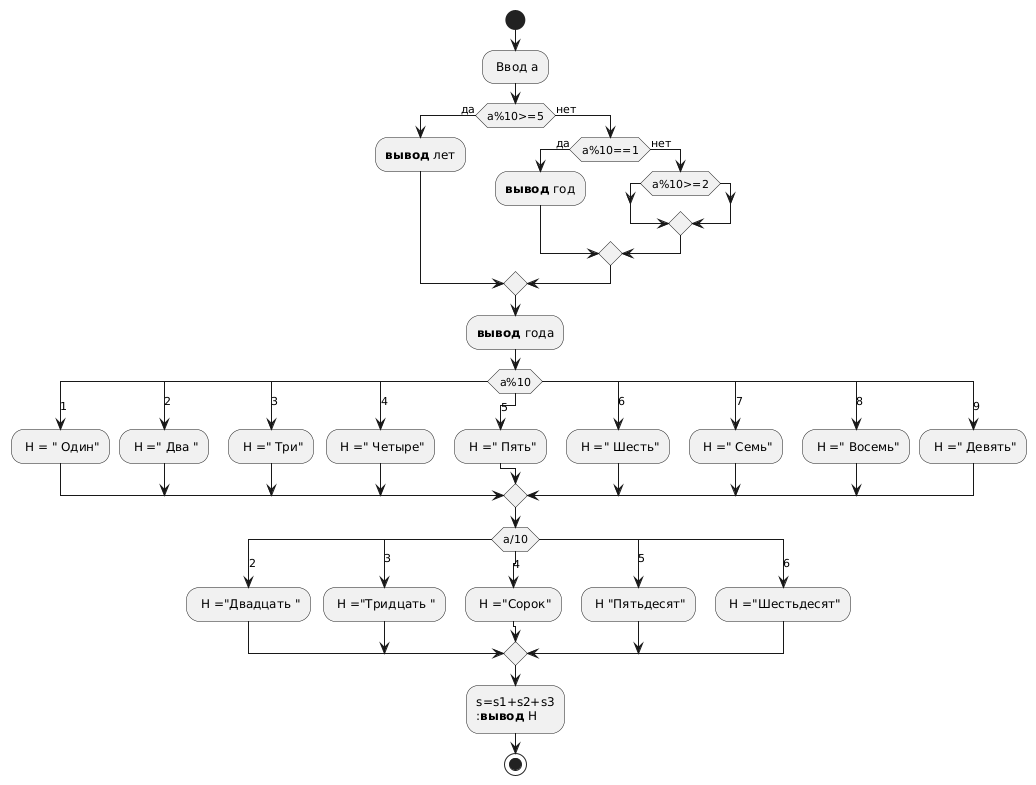 Ввод a
да
a%10>=5
нет
вывод лет
да
a%10==1
нет
вывод год
a%10>=2
вывод года
a%10
1
2
3
4
5
6
7
8
9
Н = " Один"
Н =" Два "
Н =" Три"
Н =" Четыре"
Н =" Пять"
Н =" Шесть"
Н =" Семь"
Н =" Восемь"
Н =" Девять"
a/10
2
3
4
5
6
Н ="Двадцать "
Н ="Тридцать "
Н ="Сорок"
Н "Пятьдесят"
Н ="Шестьдесят"
s=s1+s2+s3
:вывод Н